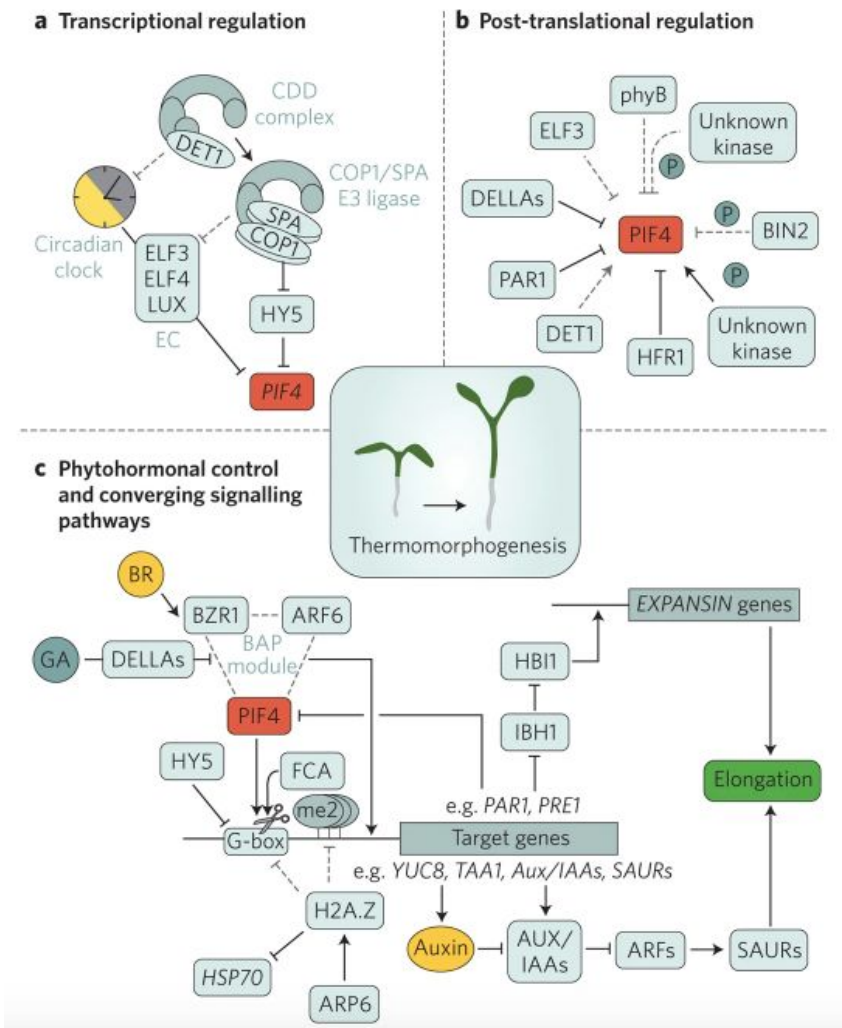 a Transcriptional regulation
CDD
complex
DET1
COP1/SPA
E3 ligase
SPA
COP1
Circadian
clock
ELF3
ELF4
LUX
EC
HY5
PIF4
b Post-translational regulation
phyB
Unknown
kinase
ELF3
P
DELLAs
P
PIF4
BIN2
PAR1
P
DET1
HFR1
Unknown
kinase
Thermomorphogenesis
c Phytohormonal control
and converging signalling
pathways
BR
BZR1
ARF6
BAP
module
GA
DELLAs
PIF4
HY5
FCA
me2
G-box
H2A.Z
HSP70
ARP6
EXPANSIN genes
HBI1
IBH1
Elongation
e.g. PAR1, PRE1
Target genes
e.g. YUC8, TAA1, Aux/IAAs, SAURs
Auxin
AUX/
IAAs
ARFs
SAURs